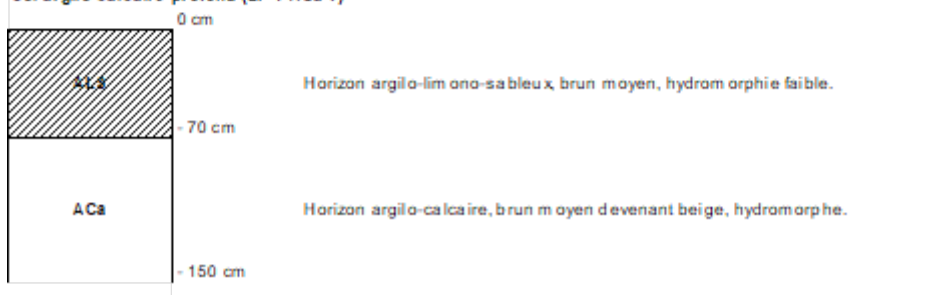 0 cm
ALS Horizon argilo-limono-sableux, brun moyen, hydromorphie faible.
- 70 cm
ACa Horizon argilo-calcaire, brun moyen devenant beige, hydromorphe.
- 150 cm